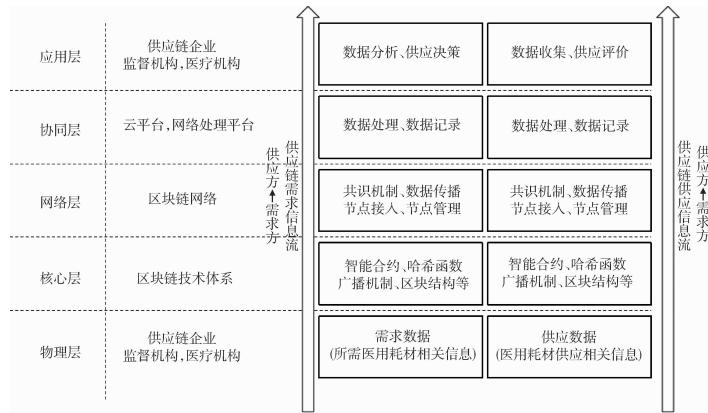 应用层
供应链企业
监督机构,医疗机构
数据分析、供应决策
数据收集、供应评价
协同层
云平台,网络处理平台
数据处理、数据记录
数据处理、数据记录
供应方↑需求方
供应链需求信息流
供应链供应信息流
供应方↑需求方
网络层
区块链网络
共识机制、数据传播
节点接入、节点管理
共识机制、数据传播
节点接入、节点管理
核心层
区块链技术体系
智能合约、哈希函数
广播机制、区块结构等
智能合约、哈希函数
广播机制、区块结构等
物理层
供应链企业
监督机构,医疗机构
需求数据
(所需医用耗材相关信息)
供应数据
(医用耗材供应相关信息)